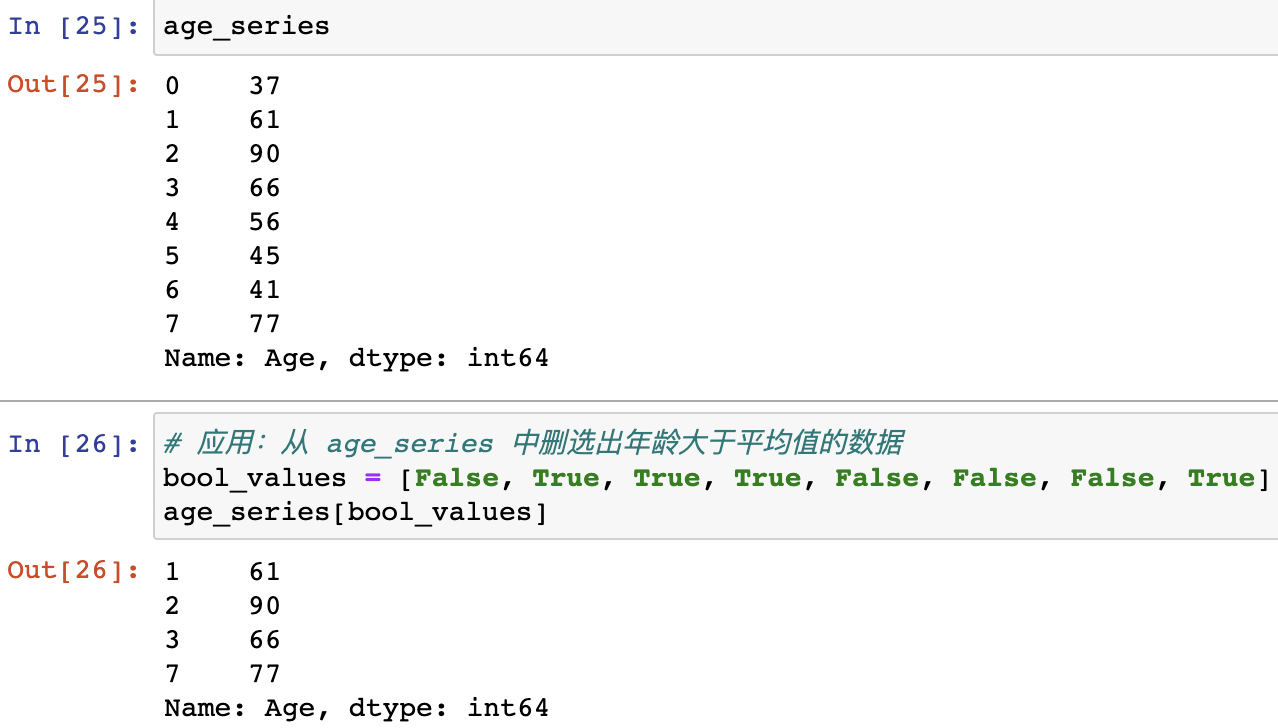 In [25]: age_series
Out[25]: 0 37
1 61
2 90
3 66
4 56
5 45
6 41
7 77
Name: Age, dtype: int64
In [26]: # 应用：从 age_series 中删选出年龄大于平均值的数据
bool_values = [False, True, True, True, False, False, False, True]
age_series[bool_values]
Out[26]: 1 61
2 90
3 66
7 77
Name: Age, dtype: int64